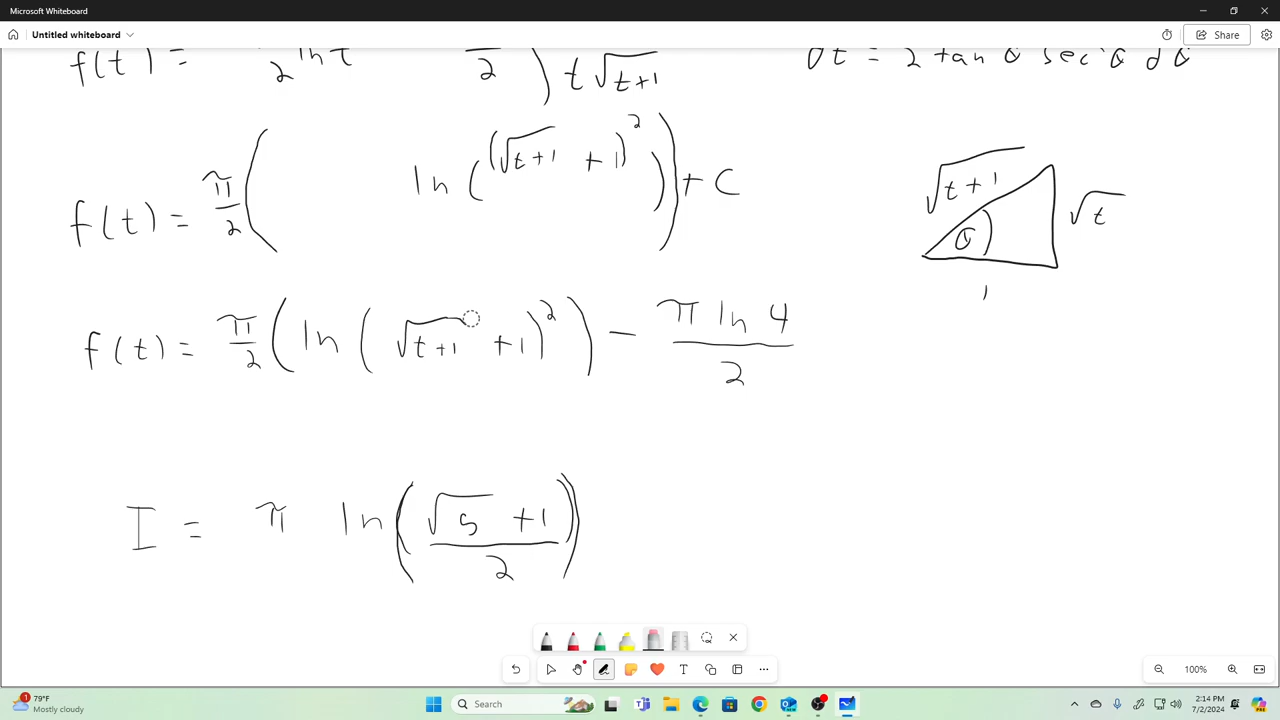 Microsoft Whiteboard
Untitled whiteboard
Share
f(t) = π/2 ln t π/2 ) t √(t+1)
dt = 2 tan θ sec²θ dθ
f(t) = π/2 ( ln((√(t+1) + 1)²)) + C
√(t+1)
√t
θ
1
f(t) = π/2 (ln(√(t+1) + 1)²) − π ln 4 / 2
I = π ln((√5 + 1)/2)
100%
1
79°F
Mostly cloudy
Search
2:14 PM
7/2/2024